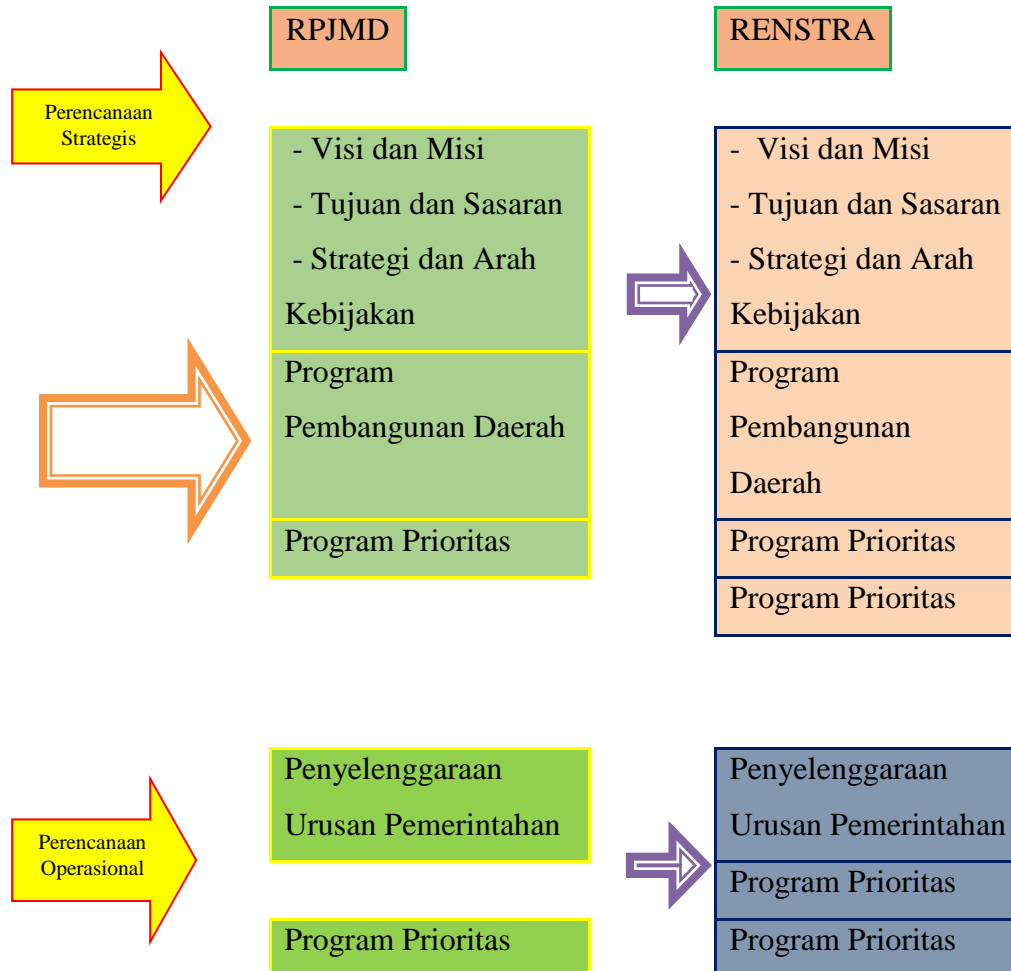 RPJMD
RENSTRA
Perencanaan
Strategis
- Visi dan Misi
- Tujuan dan Sasaran
- Strategi dan Arah
Kebijakan
- Visi dan Misi
- Tujuan dan Sasaran
- Strategi dan Arah
Kebijakan
Program
Pembangunan Daerah
Program
Pembangunan
Daerah
Program Prioritas
Program Prioritas
Program Prioritas
Perencanaan
Operasional
Penyelenggaraan
Urusan Pemerintahan
Penyelenggaraan
Urusan Pemerintahan
Program Prioritas
Program Prioritas
Program Prioritas